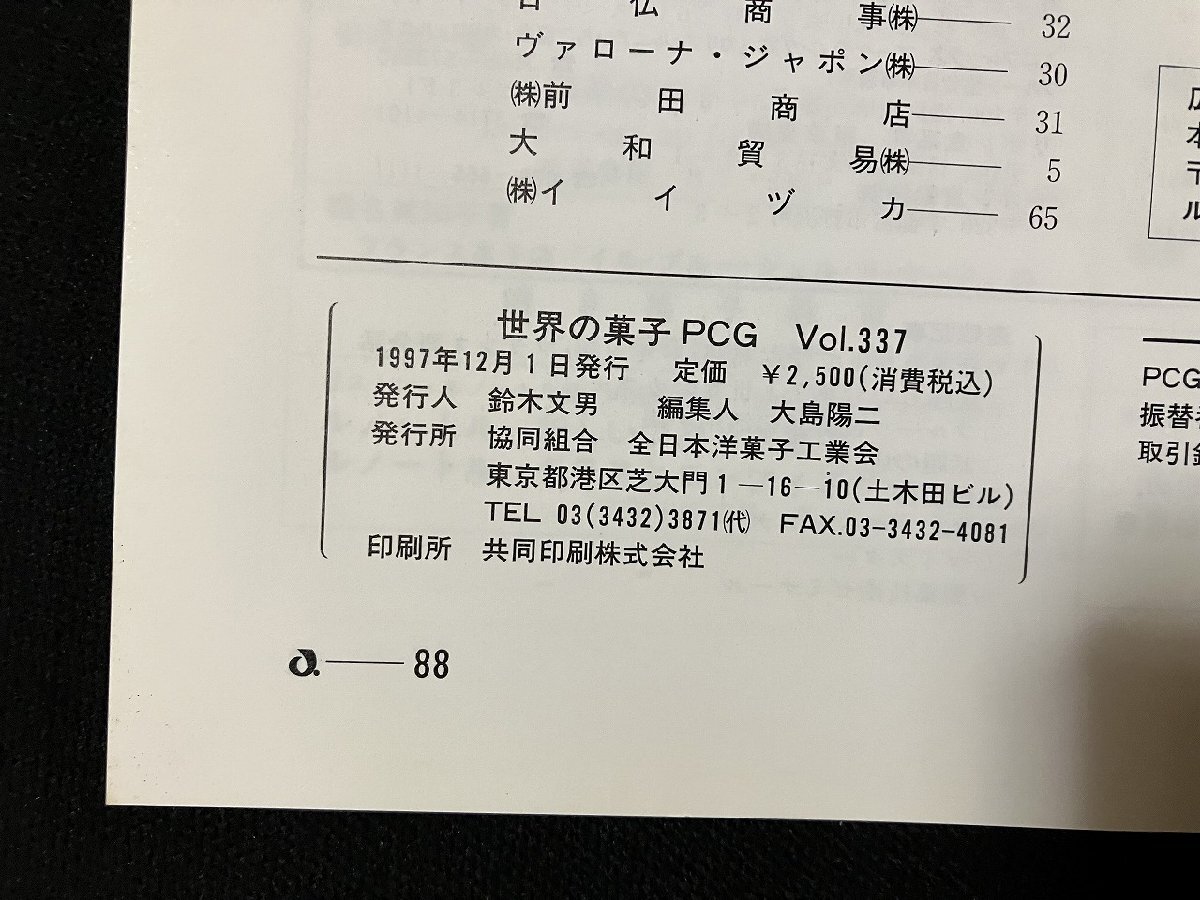 日仏商事㈱―― 32
ヴァローナ・ジャポン㈱―― 30
㈱前田商店―― 31
大和貿易㈱―― 5
㈱イイヅカ―― 65
世界の菓子PCG Vol.337
1997年12月1日発行 定価 ¥2,500(消費税込)
発行人 鈴木文男 編集人 大島陽二
発行所 協同組合 全日本洋菓子工業会
東京都港区芝大門1―16―10(土木田ビル)
TEL 03(3432)3871㈹ FAX.03-3432-4081
印刷所 共同印刷株式会社
a.――88
PCG
振替
取引